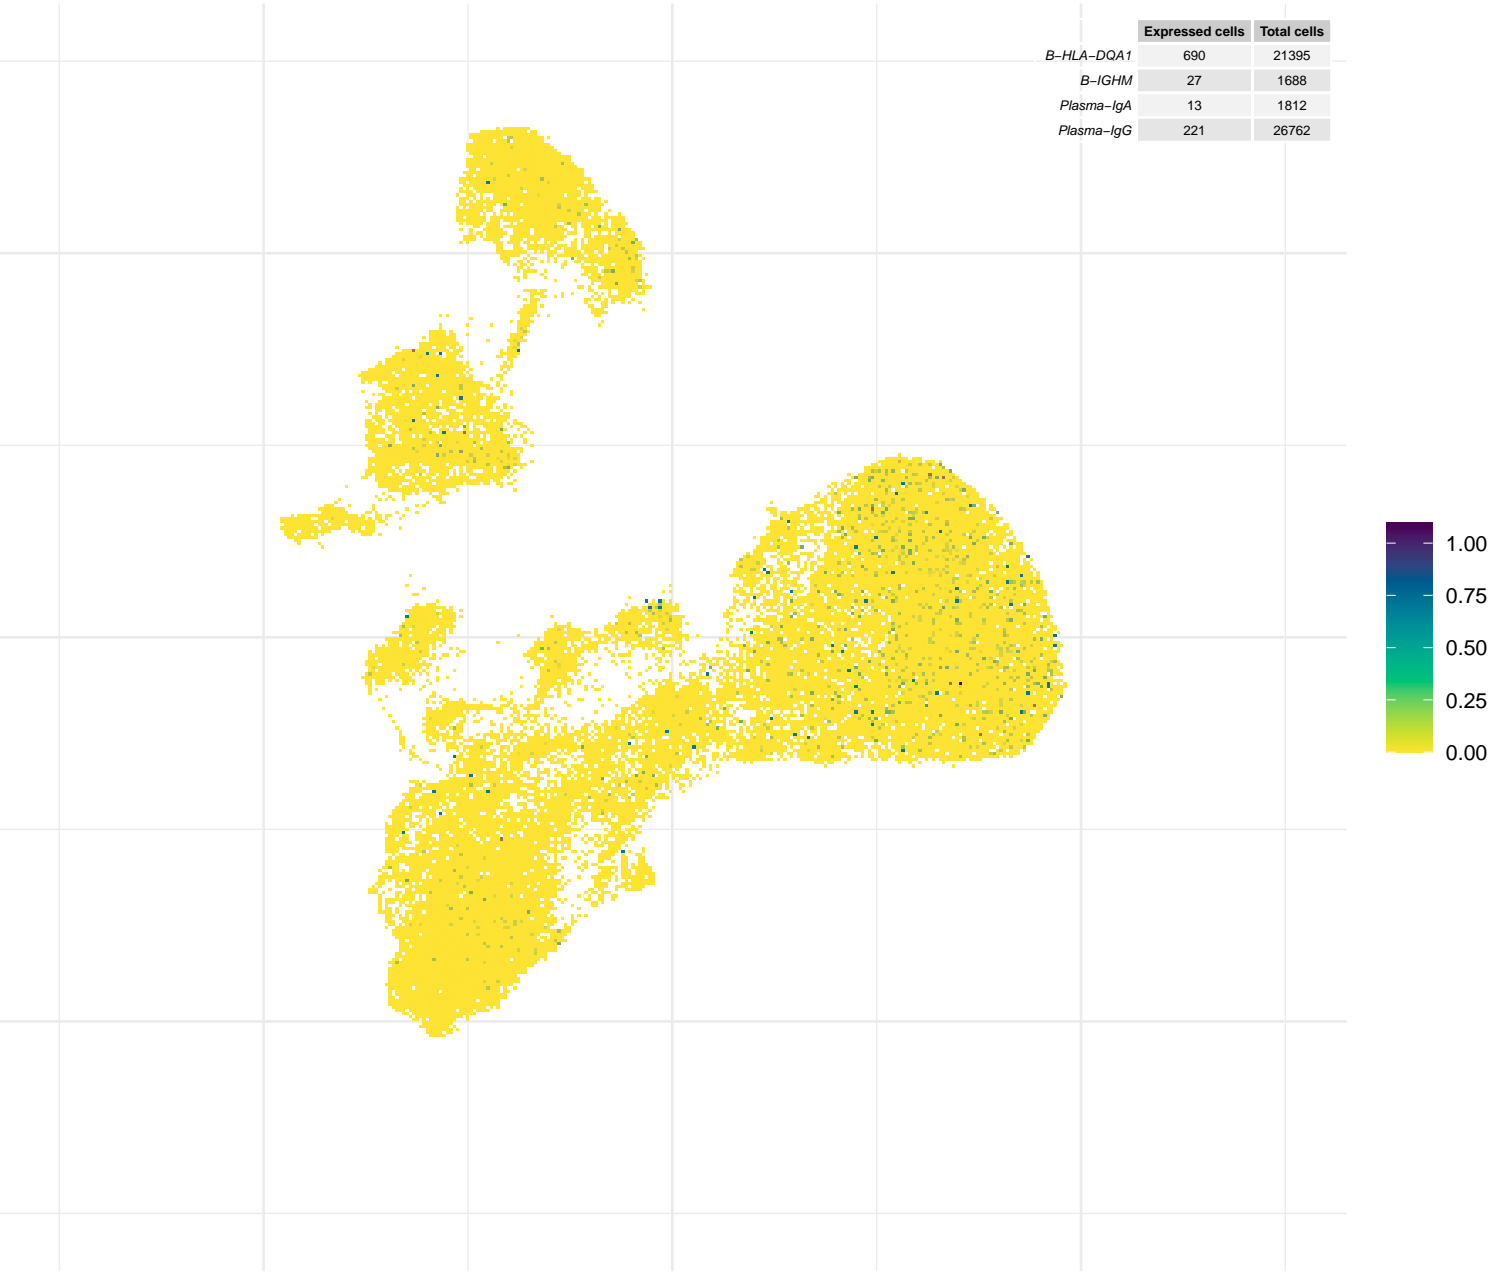 Expressed cells Total cells
B−HLA−DQA1 690 21395
B−IGHM 27 1688
Plasma−IgA 13 1812
Plasma−IgG 221 26762
1.00
0.75
0.50
0.25
0.00